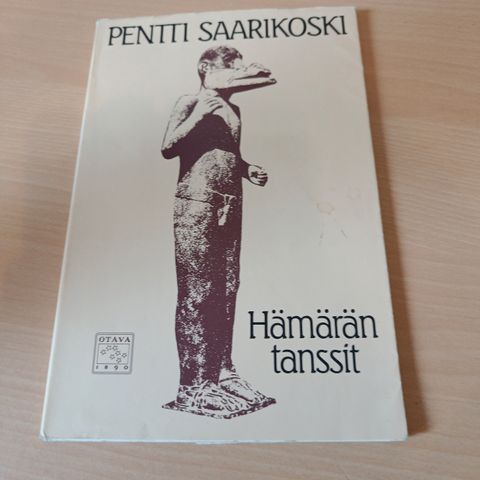 PENTTI SAARIKOSKI
Hämärän
tanssit
OTAVA
1890